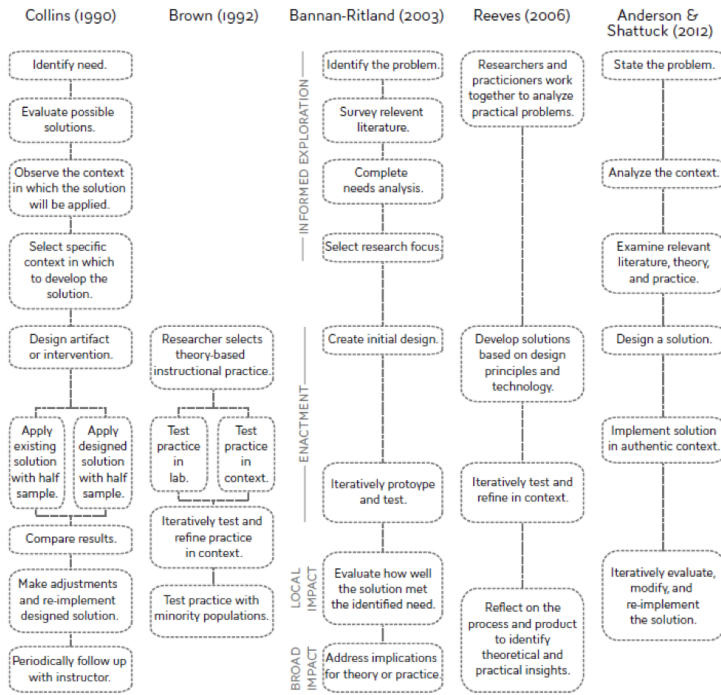 Collins (1990)
Identify need.
Evaluate possible
solutions.
Observe the context
in which the solution
will be applied.
Select specific
context in which
to develop the
solution.
Design artifact
or intervention.
Apply
existing
solution
with half
sample.
Apply
designed
solution
with half
sample.
Compare results.
Make adjustments
and re-implement
designed solution.
Periodically follow up
with instructor.
Brown (1992)
Researcher selects
theory-based
instructional practice.
Test
practice
in
lab.
Test
practice
in
context.
Iteratively test and
refine practice
in context.
Test practice with
minority populations.
Bannan-Ritland (2003)
INFORMED EXPLORATION
Identify the problem.
Survey relevent
literature.
Complete
needs analysis.
Select research focus.
ENACTMENT
Create initial design.
Iteratively protoype
and test.
LOCAL
IMPACT
Evaluate how well
the solution met
the identified need.
BROAD
IMPACT
Address implications
for theory or practice.
Reeves (2006)
Researchers and
practicioners work
together to analyze
practical problems.
Develop solutions
based on design
principles and
technology.
Iteratively test and
refine in context.
Reflect on the
process and product
to identify
theoretical and
practical insights.
Anderson &
Shattuck (2012)
State the problem.
Analyze the context.
Examine relevant
literature, theory,
and practice.
Design a solution.
Implement solution
in authentic context.
Iteratively evaluate,
modify, and
re-implement
the solution.